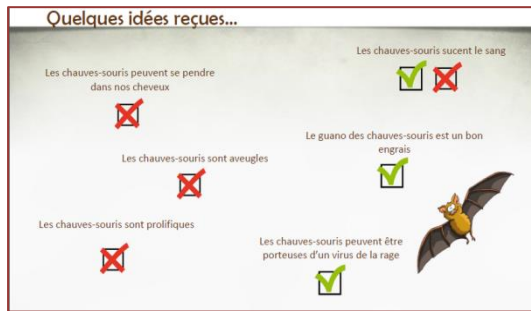 Quelques idées reçues...
Les chauves-souris peuvent se pendre
dans nos cheveux
Les chauves-souris sucent le sang
Les chauves-souris sont aveugles
Le guano des chauves-souris est un bon
engrais
Les chauves-souris sont prolifiques
Les chauves-souris peuvent être
porteuses d'un virus de la rage